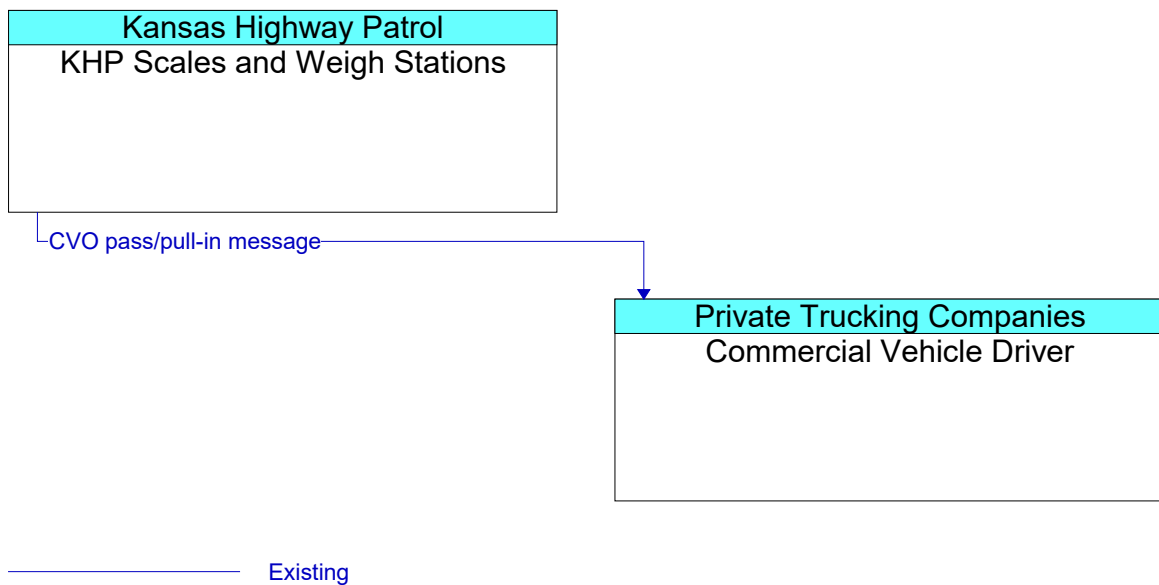 Kansas Highway Patrol
KHP Scales and Weigh Stations
CVO pass/pull-in message
Private Trucking Companies
Commercial Vehicle Driver
Existing